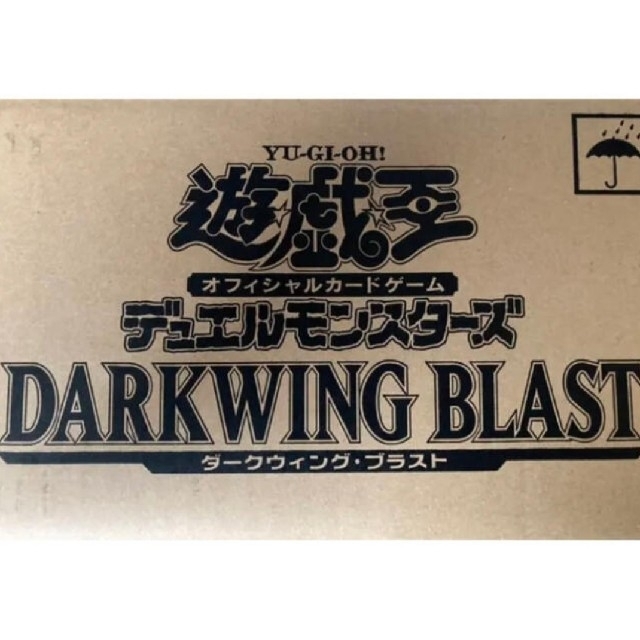 YU-GI-OH!
遊☆戯☆王
オフィシャルカードゲーム
デュエルモンスターズ
DARKWING BLAST
ダークウィング・ブラスト